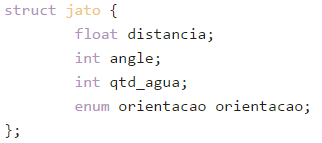 struct jato {
float distancia;
int angle;
int qtd_agua;
enum orientacao orientacao;
};